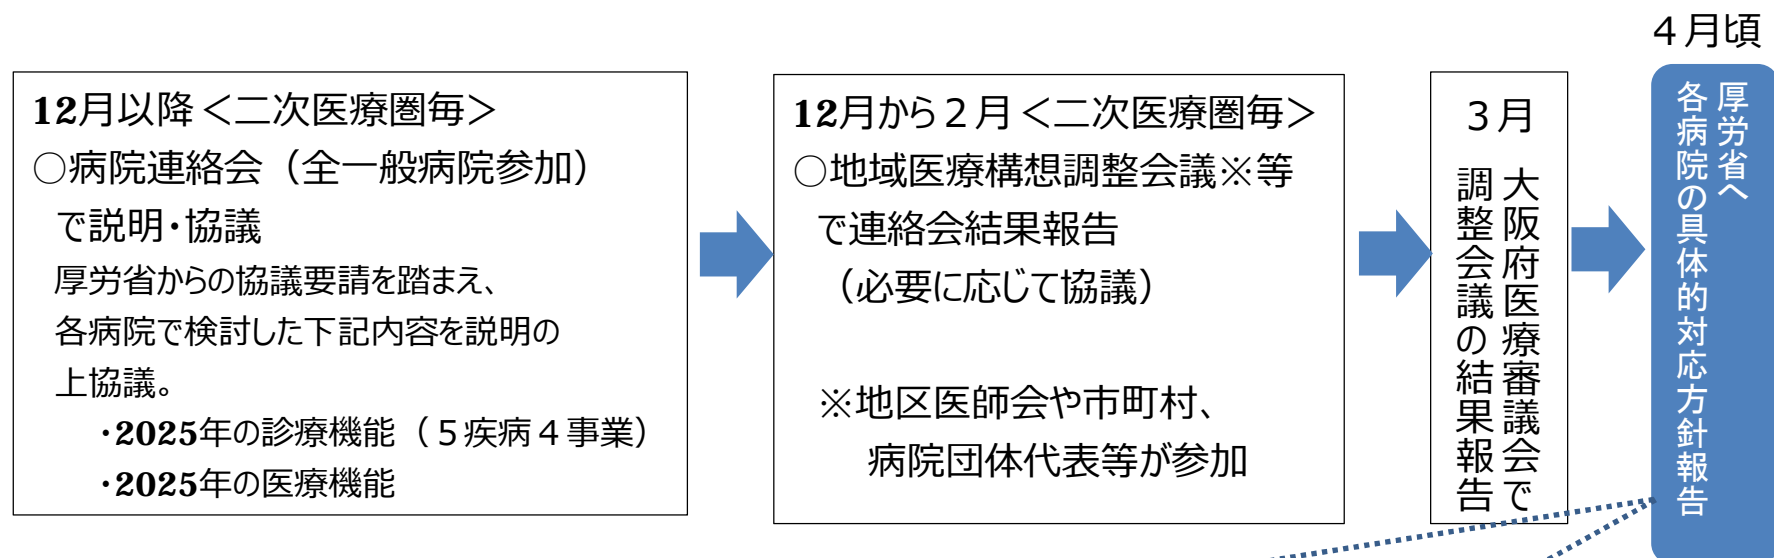 12月以降<二次医療圏毎>
○病院連絡会（全一般病院参加）
で説明・協議
厚労省からの協議要請を踏まえ、
各病院で検討した下記内容を説明の
上協議。
・2025年の診療機能（５疾病４事業）
・2025年の医療機能
12月から２月<二次医療圏毎>
○地域医療構想調整会議※等
で連絡会結果報告
（必要に応じて協議）
※地区医師会や市町村、
病院団体代表等が参加
３月
大阪府医療審議会で
調整会議の結果報告
４月頃
厚労省へ
各病院の具体的対応方針報告